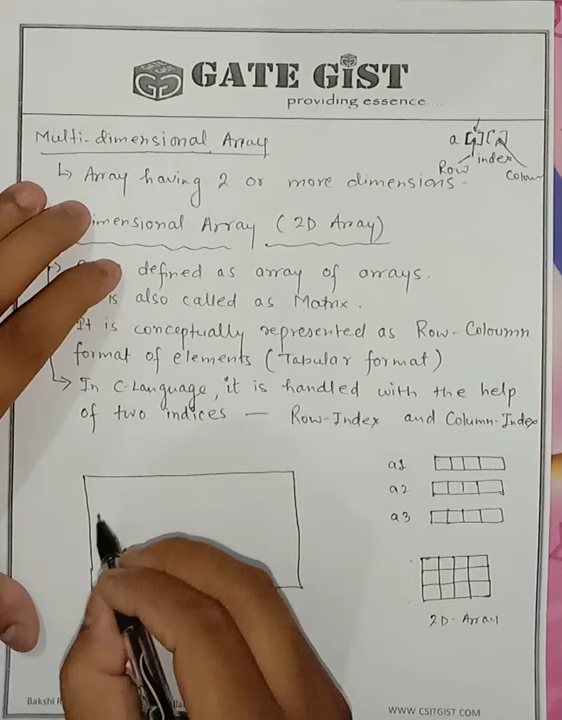 GATE GIST
providing essence....
Multi-dimensional Array
a[ ][ ]
index
Row
Colou
↳ Array having 2 or more dimensions -
imensional Array (2D Array)
defined as array of arrays.
is also called as Matrix.
It is conceptually represented as Row-Coloumn
format of elements (Tabular format)
→ In C-Language, it is handled with the help
of two indices — Row-Index and Column-Index
a1
a2
a3
2D-Array
Bakshi
WWW.CSITGIST.COM